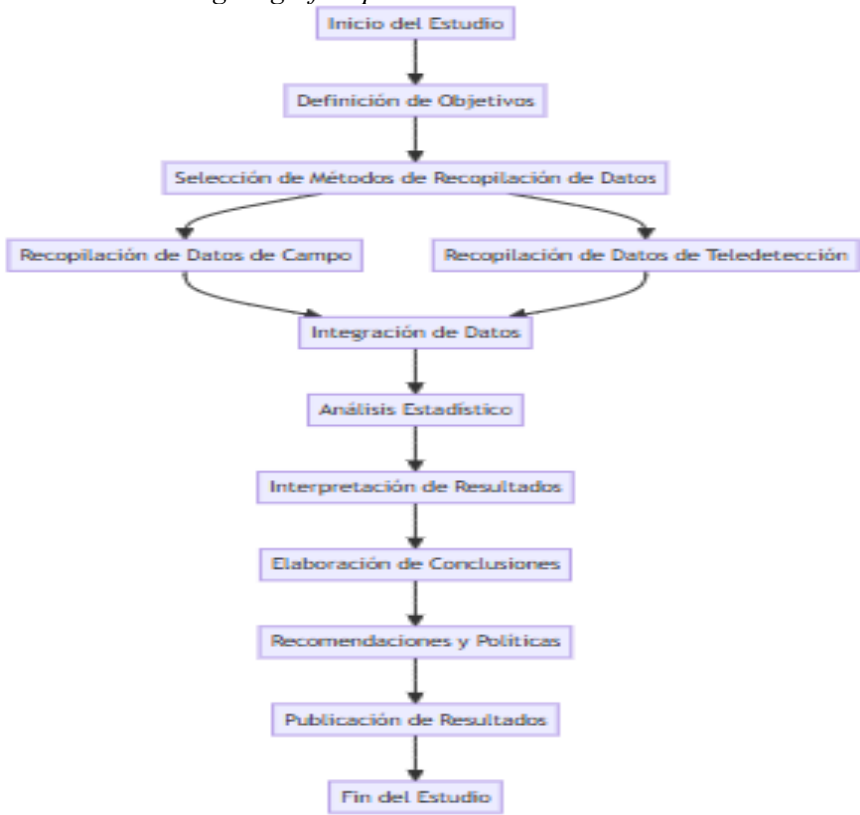 Inicio del Estudio
Definición de Objetivos
Selección de Métodos de Recopilación de Datos
Recopilación de Datos de Campo
Recopilación de Datos de Teledetección
Integración de Datos
Análisis Estadístico
Interpretación de Resultados
Elaboración de Conclusiones
Recomendaciones y Políticas
Publicación de Resultados
Fin del Estudio